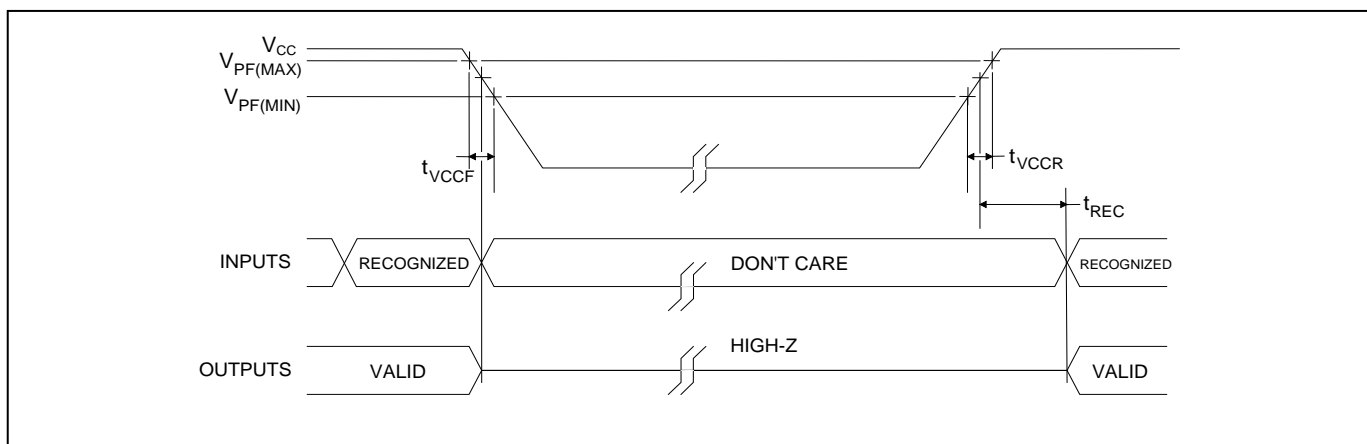 VCC
VPF(MAX)
VPF(MIN)
tVCCF
tVCCR
tREC
INPUTS RECOGNIZED DON'T CARE RECOGNIZED
HIGH-Z
OUTPUTS VALID VALID